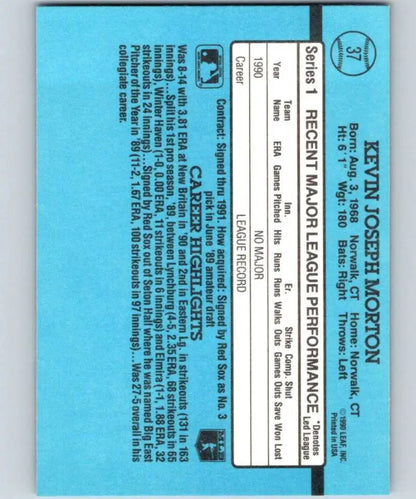 37
KEVIN JOSEPH MORTON
©1990 LEAF, INC.
Printed in USA
Born: Aug. 3, 1968 Norwalk, CT Home: Norwalk, CT
Ht: 6'1" Wgt: 180 Bats: Right Throws: Left
Series 1 RECENT MAJOR LEAGUE PERFORMANCE *Denotes Led League
Team Inn. Er. Strike Comp. Shut
Year Name ERA Games Pitched Hits Runs Runs Walks Outs Games Outs Save Won Lost
1990 NO MAJOR
Career LEAGUE RECORD
Contract: Signed thru 1991. How acquired: Signed by Red Sox as No. 3
pick in June '89 amateur draft
CAREER HIGHLIGHTS
MLBPA
Was 8-14 with 3.81 ERA at New Britain in '90 and 2nd in Eastern Lg. in strikeouts (131 in 163
innings)...Split his 1st pro season, '89, between Lynchburg (4-5, 2.35 ERA, 68 strikeouts in 65
innings), Winter Haven (1-0, 0.00 ERA, 11 strikeouts in 6 innings) and Elmira (1-1, 1.88 ERA, 32
strikeouts in 24 innings)...Signed by Red Sox out of Seton Hall where he was named Big East
Pitcher of the Year in '89 (11-2, 1.67 ERA, 100 strikeouts in 97 innings)...Was 27-5 overall in his
collegiate career.